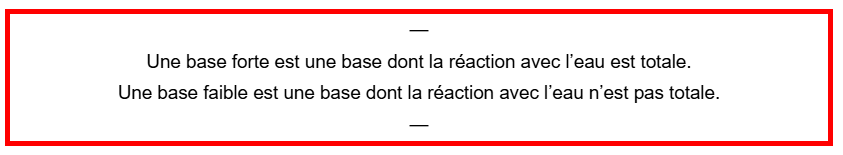 —
Une base forte est une base dont la réaction avec l’eau est totale.
Une base faible est une base dont la réaction avec l’eau n’est pas totale.
—